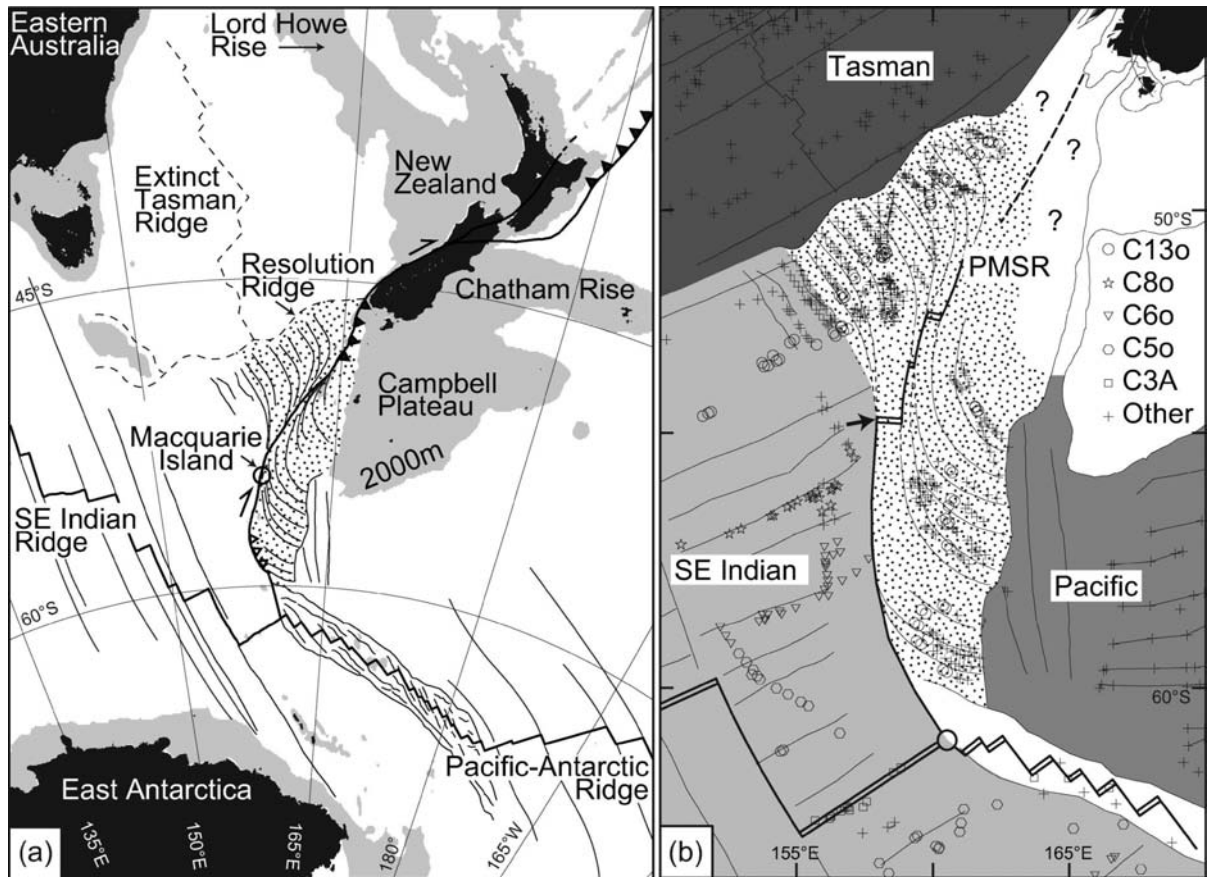 Eastern
Australia
Lord Howe
Rise
Extinct
Tasman
Ridge
New
Zealand
Resolution
Ridge
45°S
Chatham Rise
Campbell
Plateau
Macquarie
Island
2000m
SE Indian
Ridge
60°S
Pacific-Antarctic
Ridge
East Antarctica
(a)
135°E
150°E
165°E
180°
165°W
Tasman
?
?
?
50°S
PMSR
C13o
C8o
C6o
C5o
C3A
Other
SE Indian
Pacific
60°S
(b)
155°E
165°E